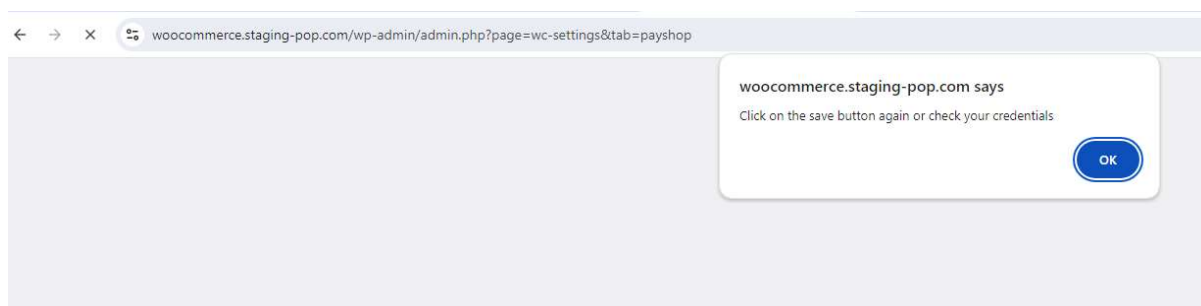 woocommerce.staging-pop.com/wp-admin/admin.php?page=wc-settings&tab=payshop
woocommerce.staging-pop.com says
Click on the save button again or check your credentials
OK